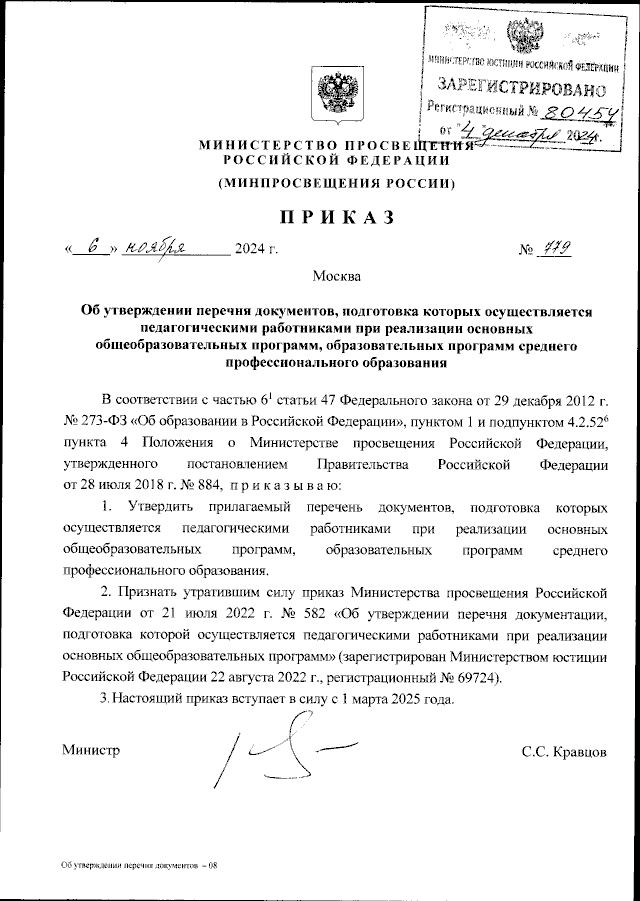 МИНИСТЕРСТВО ЮСТИЦИИ РОССИЙСКОЙ ФЕДЕРАЦИИ
ЗАРЕГИСТРИРОВАНО
Регистрационный № 80454
от "4" декабря 2024г.
МИНИСТЕРСТВО ПРОСВЕЩЕНИЯ
РОССИЙСКОЙ ФЕДЕРАЦИИ
(МИНПРОСВЕЩЕНИЯ РОССИИ)
ПРИКАЗ
« 6 » ноября 2024 г. № 779
Москва
Об утверждении перечня документов, подготовка которых осуществляется
педагогическими работниками при реализации основных
общеобразовательных программ, образовательных программ среднего
профессионального образования
В соответствии с частью 6¹ статьи 47 Федерального закона от 29 декабря 2012 г.
№ 273-ФЗ «Об образовании в Российской Федерации», пунктом 1 и подпунктом 4.2.52⁶
пункта 4 Положения о Министерстве просвещения Российской Федерации,
утвержденного постановлением Правительства Российской Федерации
от 28 июля 2018 г. № 884, п р и к а з ы в а ю:
1. Утвердить прилагаемый перечень документов, подготовка которых
осуществляется педагогическими работниками при реализации основных
общеобразовательных программ, образовательных программ среднего
профессионального образования.
2. Признать утратившим силу приказ Министерства просвещения Российской
Федерации от 21 июля 2022 г. № 582 «Об утверждении перечня документации,
подготовка которой осуществляется педагогическими работниками при реализации
основных общеобразовательных программ» (зарегистрирован Министерством юстиции
Российской Федерации 22 августа 2022 г., регистрационный № 69724).
3. Настоящий приказ вступает в силу с 1 марта 2025 года.
Министр С.С. Кравцов
Об утверждении перечня документов – 08